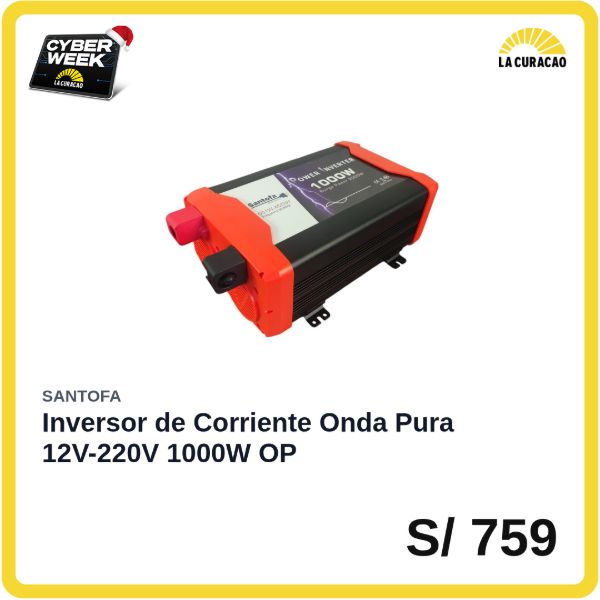 CYBER
WEEK
LA CURACAO
LA CURACAO
POWER INVERTER
1000W
Santofa
SANTOFA
Inversor de Corriente Onda Pura
12V-220V 1000W OP
S/ 759